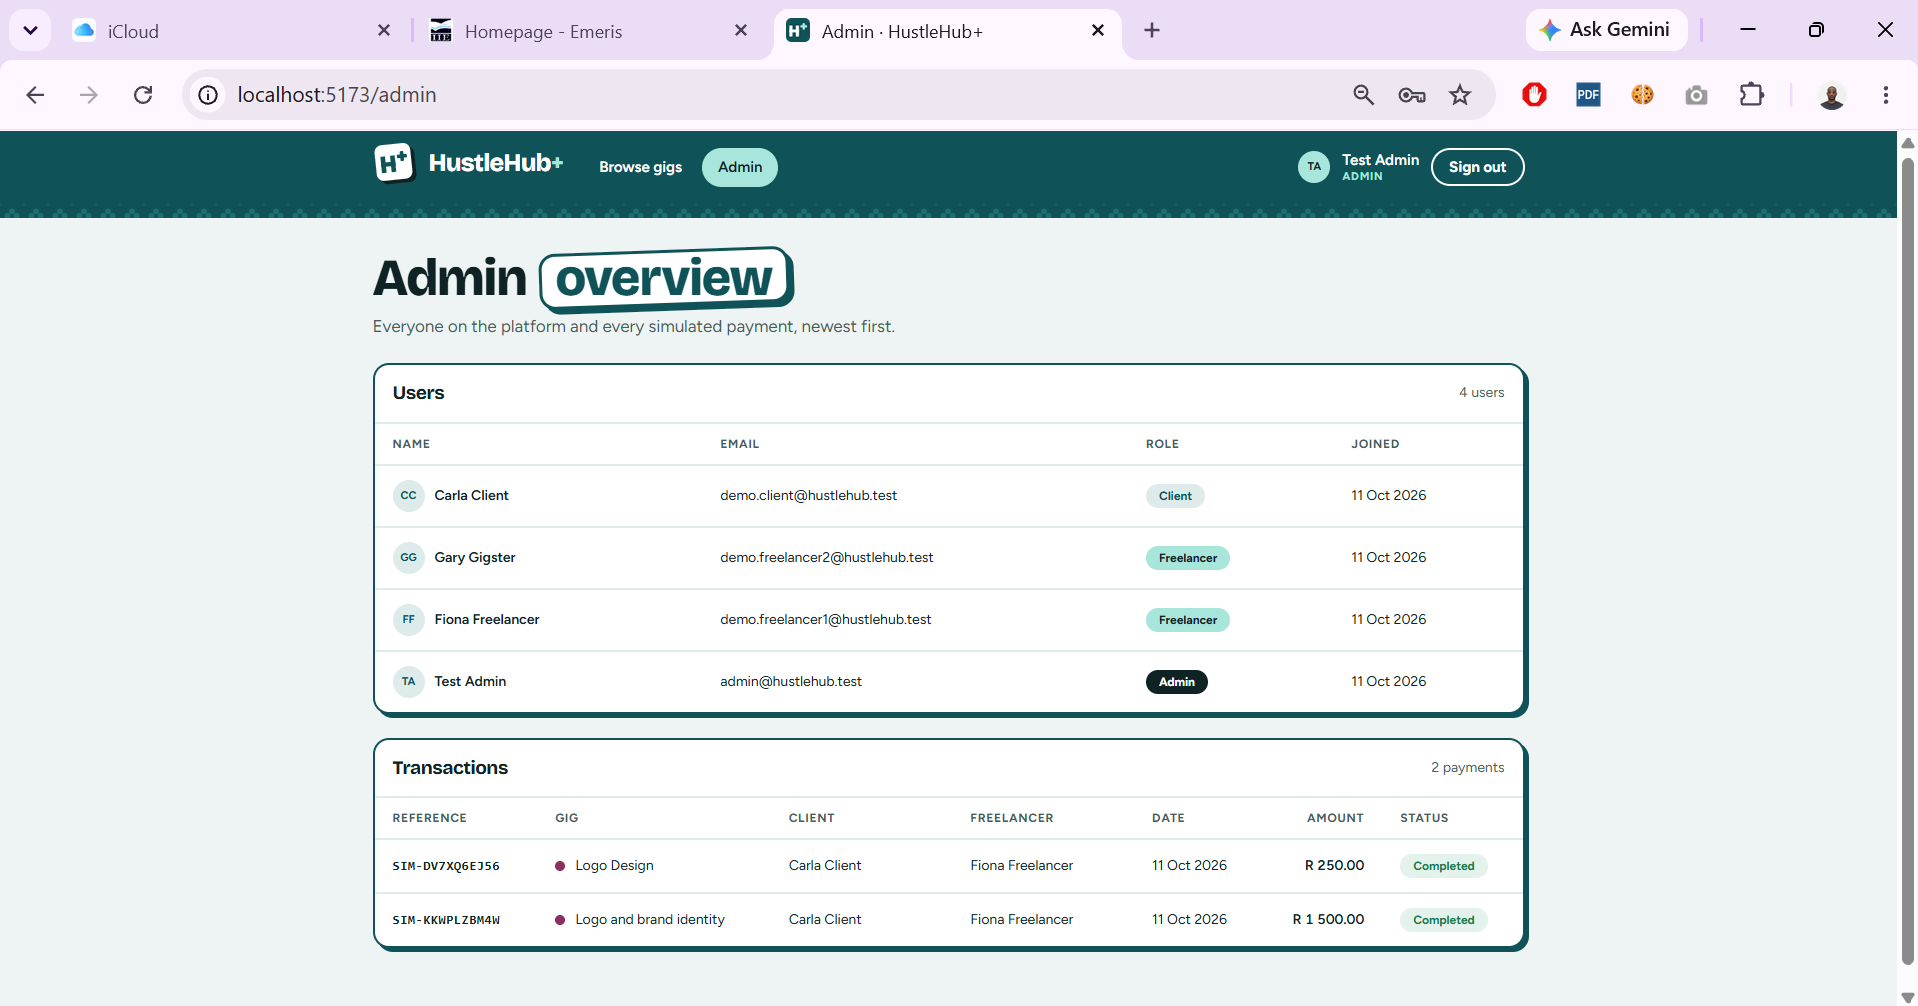 iCloud
Homepage - Emeris
Admin · HustleHub+
Ask Gemini
localhost:5173/admin
PDF
H+ HustleHub+ Browse gigs Admin
TA Test Admin ADMIN Sign out
Admin overview
Everyone on the platform and every simulated payment, newest first.
Users 4 users
NAME EMAIL ROLE JOINED
CC Carla Client demo.client@hustlehub.test Client 11 Oct 2026
GG Gary Gigster demo.freelancer2@hustlehub.test Freelancer 11 Oct 2026
FF Fiona Freelancer demo.freelancer1@hustlehub.test Freelancer 11 Oct 2026
TA Test Admin admin@hustlehub.test Admin 11 Oct 2026
Transactions 2 payments
REFERENCE GIG CLIENT FREELANCER DATE AMOUNT STATUS
SIM-DV7XQ6EJ56 Logo Design Carla Client Fiona Freelancer 11 Oct 2026 R 250.00 Completed
SIM-KKWPLZBM4W Logo and brand identity Carla Client Fiona Freelancer 11 Oct 2026 R 1 500.00 Completed